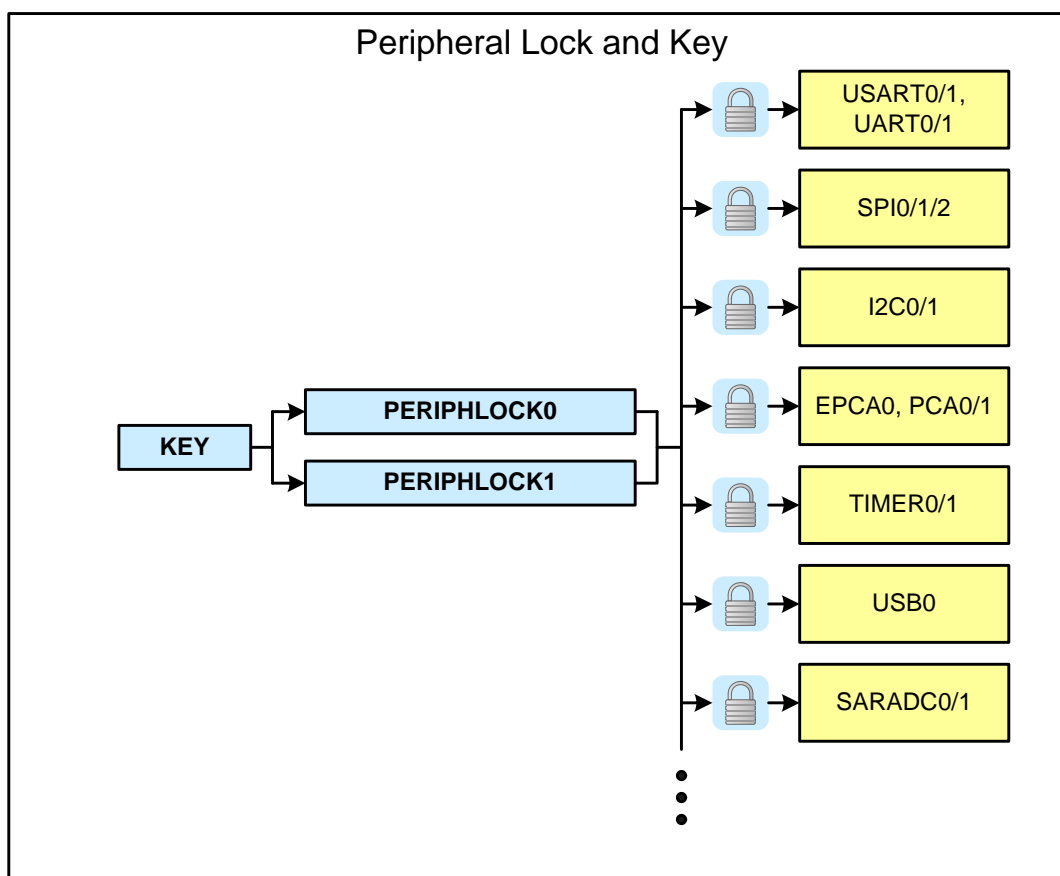 Peripheral Lock and Key
USART0/1,
UART0/1
SPI0/1/2
I2C0/1
EPCA0, PCA0/1
PERIPHLOCK0
KEY
PERIPHLOCK1
TIMER0/1
USB0
SARADC0/1